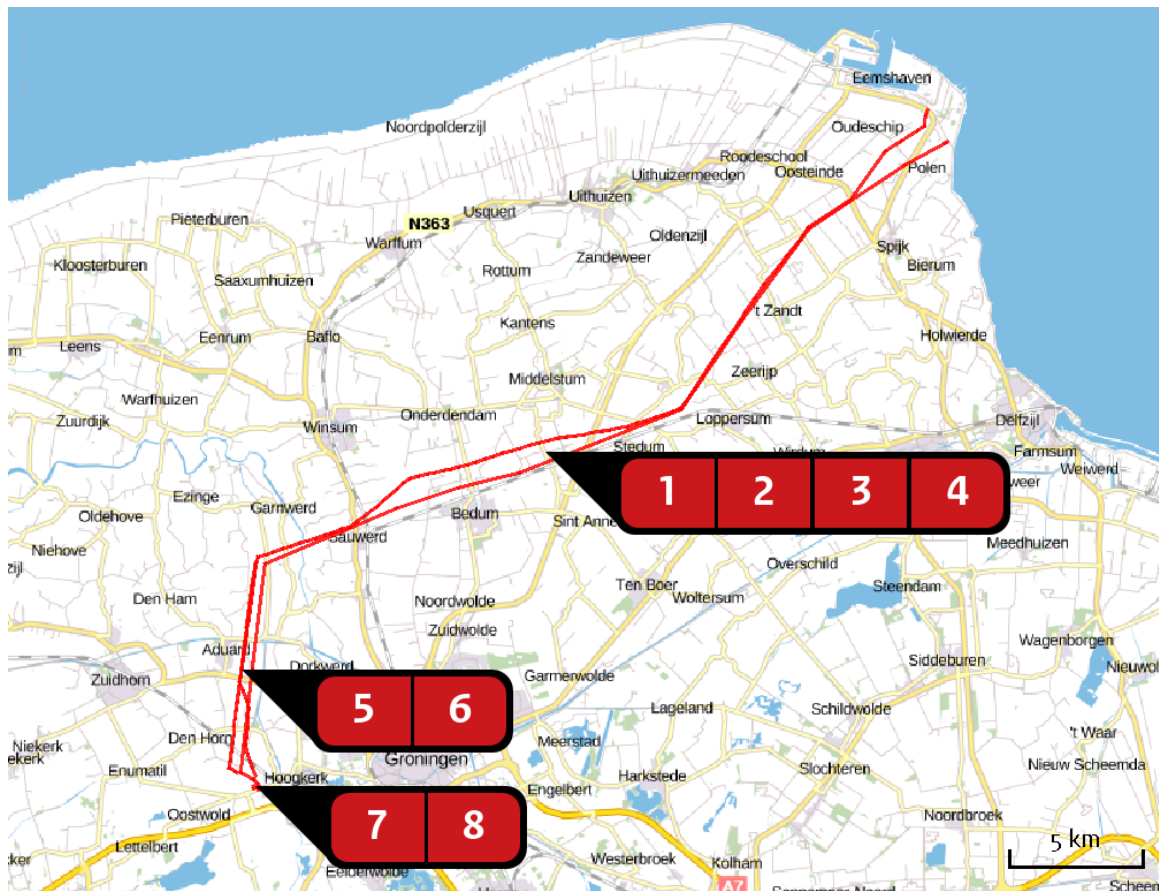 Eemshaven
Noordpolderzijl
Oudeschip
Roodeschool
Oosteinde
Polen
Uithuizermeeden
Uithuizen
Usquert
Pieterburen
N363
Warffum
Oldenzijl
Spijk
Zandeweer
Bierum
Kloosterburen
Rottum
Saaxumhuizen
't Zandt
Kantens
Eenrum
Baflo
Holwierde
Leens
Zeerijp
Middelstum
Warfhuizen
Onderdendam
Loppersum
Zuurdijk
Winsum
Delfzijl
Stedum
Wirdum
Farmsum
Weiwerd
1 2 3 4
Ezinge
Garnwerd
Bedum
Oldehove
Sint Anne
Sauwerd
Meedhuizen
Niehove
Overschild
Steendam
Ten Boer
Den Ham
Noordwolde
Woltersum
Zuidwolde
Wagenborgen
Aduard
Dorkwerd
Siddeburen
Zuidhorn
Garmerwolde
5 6
Lageland
Schildwolde
't Waar
Den Horn
Meerstad
Niekerk
Groningen
Enumatil
Hoogkerk
Harkstede
Slochteren
Nieuw Scheemda
Engelbert
Oostwold
Noordbroek
7 8
5 km
Lettelbert
Westerbroek
Kolham
Eelderwolde
A7